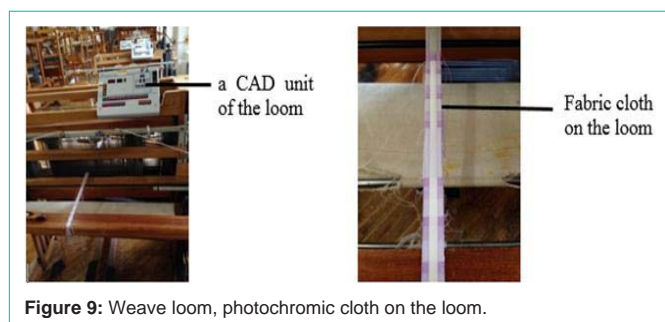 a CAD unit
of the loom
Fabric cloth
on the loom
Figure 9: Weave loom, photochromic cloth on the loom.